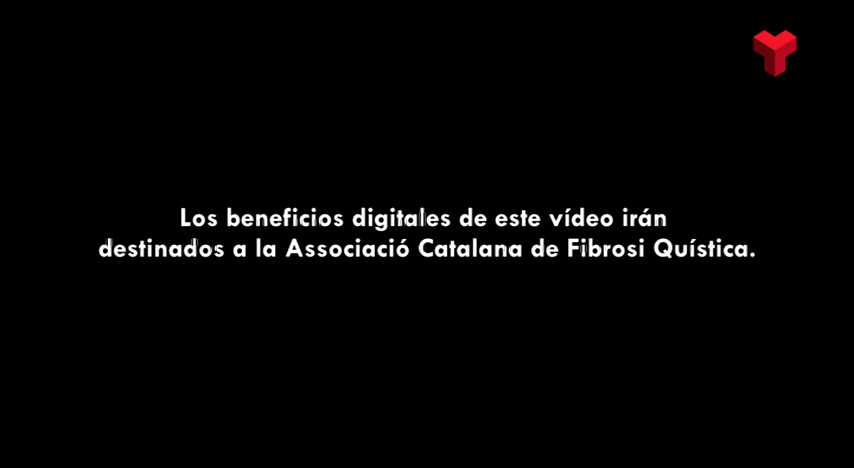 Los beneficios digitales de este vídeo irán
destinados a la Associació Catalana de Fibrosi Quística.